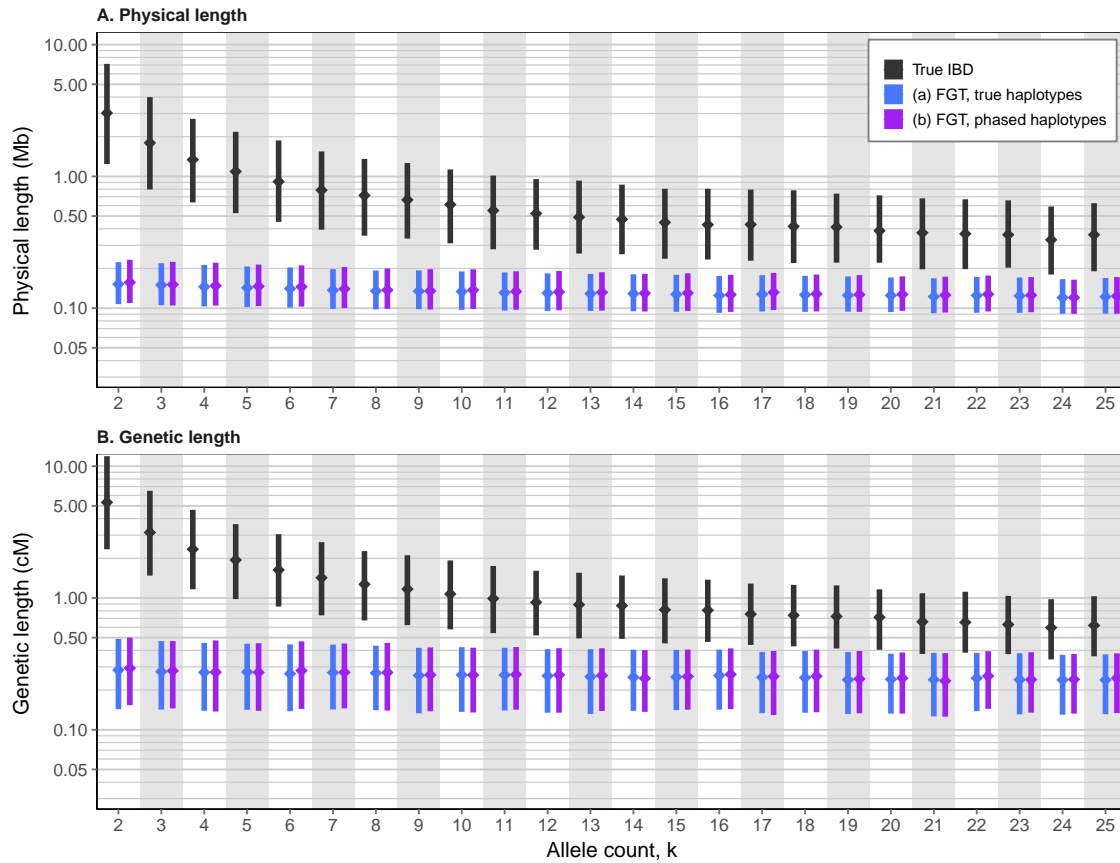 A. Physical length
10.00
5.00
1.00
0.50
0.10
0.05
Physical length (Mb)
True IBD
(a) FGT, true haplotypes
(b) FGT, phased haplotypes
2 3 4 5 6 7 8 9 10 11 12 13 14 15 16 17 18 19 20 21 22 23 24 25
B. Genetic length
10.00
5.00
1.00
0.50
0.10
0.05
Genetic length (cM)
2 3 4 5 6 7 8 9 10 11 12 13 14 15 16 17 18 19 20 21 22 23 24 25
Allele count, k